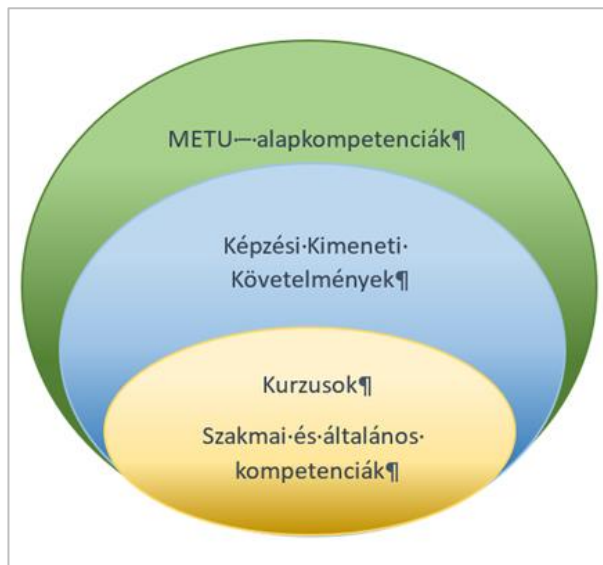 METU–·alapkompetenciák¶
Képzési·Kimeneti·
Követelmények¶
Kurzusok¶
Szakmai·és·általános·
kompetenciák¶